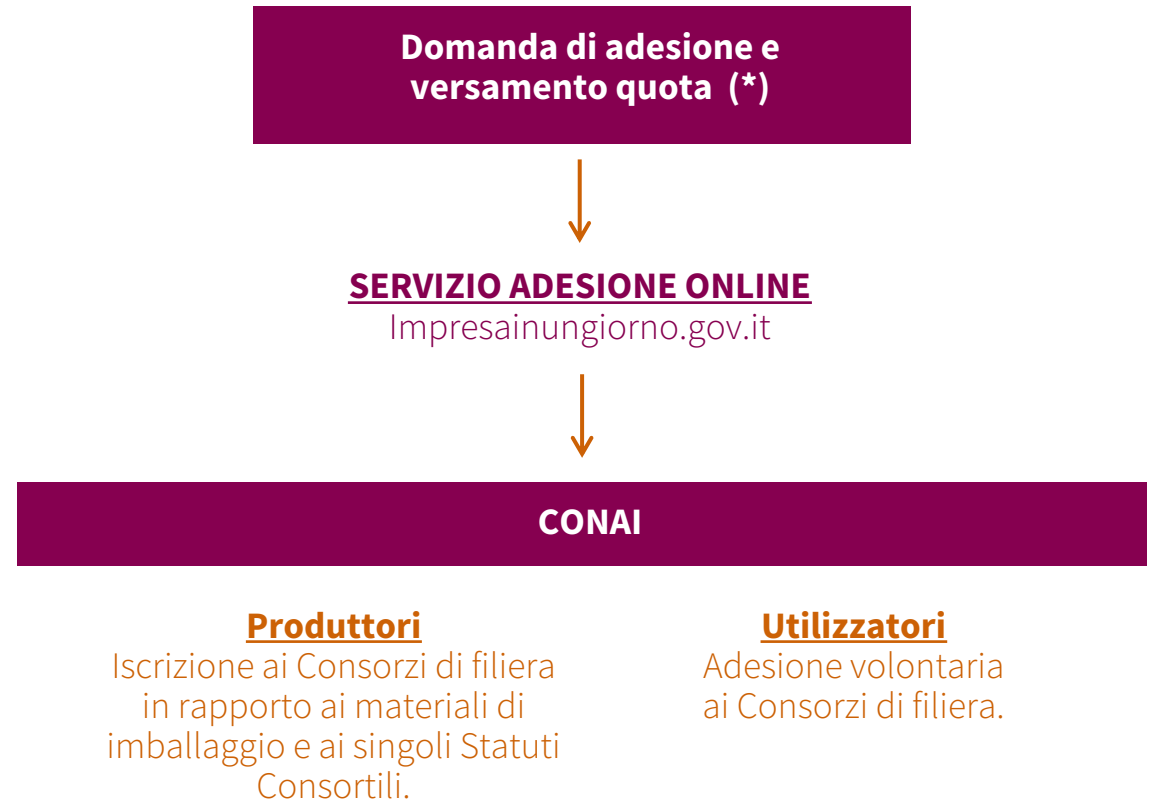 Domanda di adesione e
versamento quota (*)
SERVIZIO ADESIONE ONLINE
Impresainungiorno.gov.it
CONAI
Produttori
Iscrizione ai Consorzi di filiera
in rapporto ai materiali di
imballaggio e ai singoli Statuti
Consortili.
Utilizzatori
Adesione volontaria
ai Consorzi di filiera.